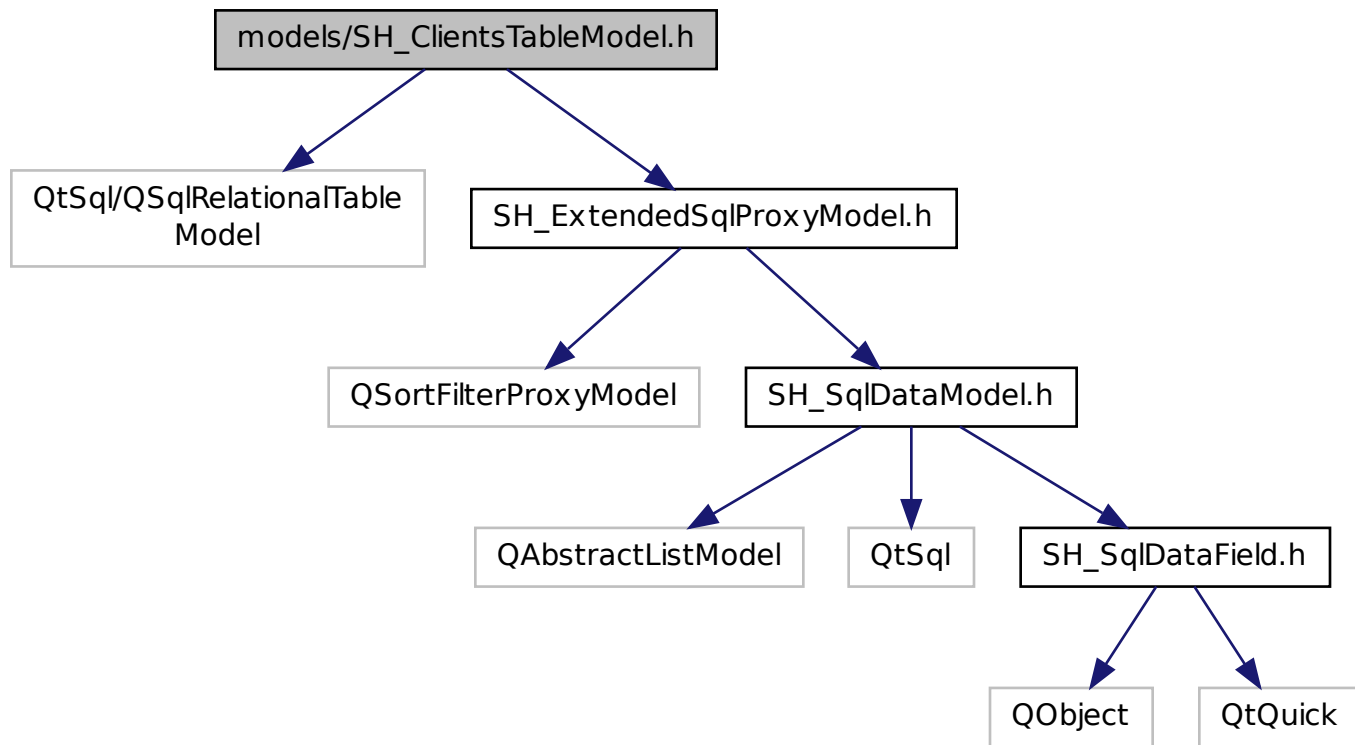 models/SH_ClientsTableModel.h
QtSql/QSqlRelationalTable
Model
SH_ExtendedSqlProxyModel.h
QSortFilterProxyModel
SH_SqlDataModel.h
QAbstractListModel
QtSql
SH_SqlDataField.h
QObject
QtQuick